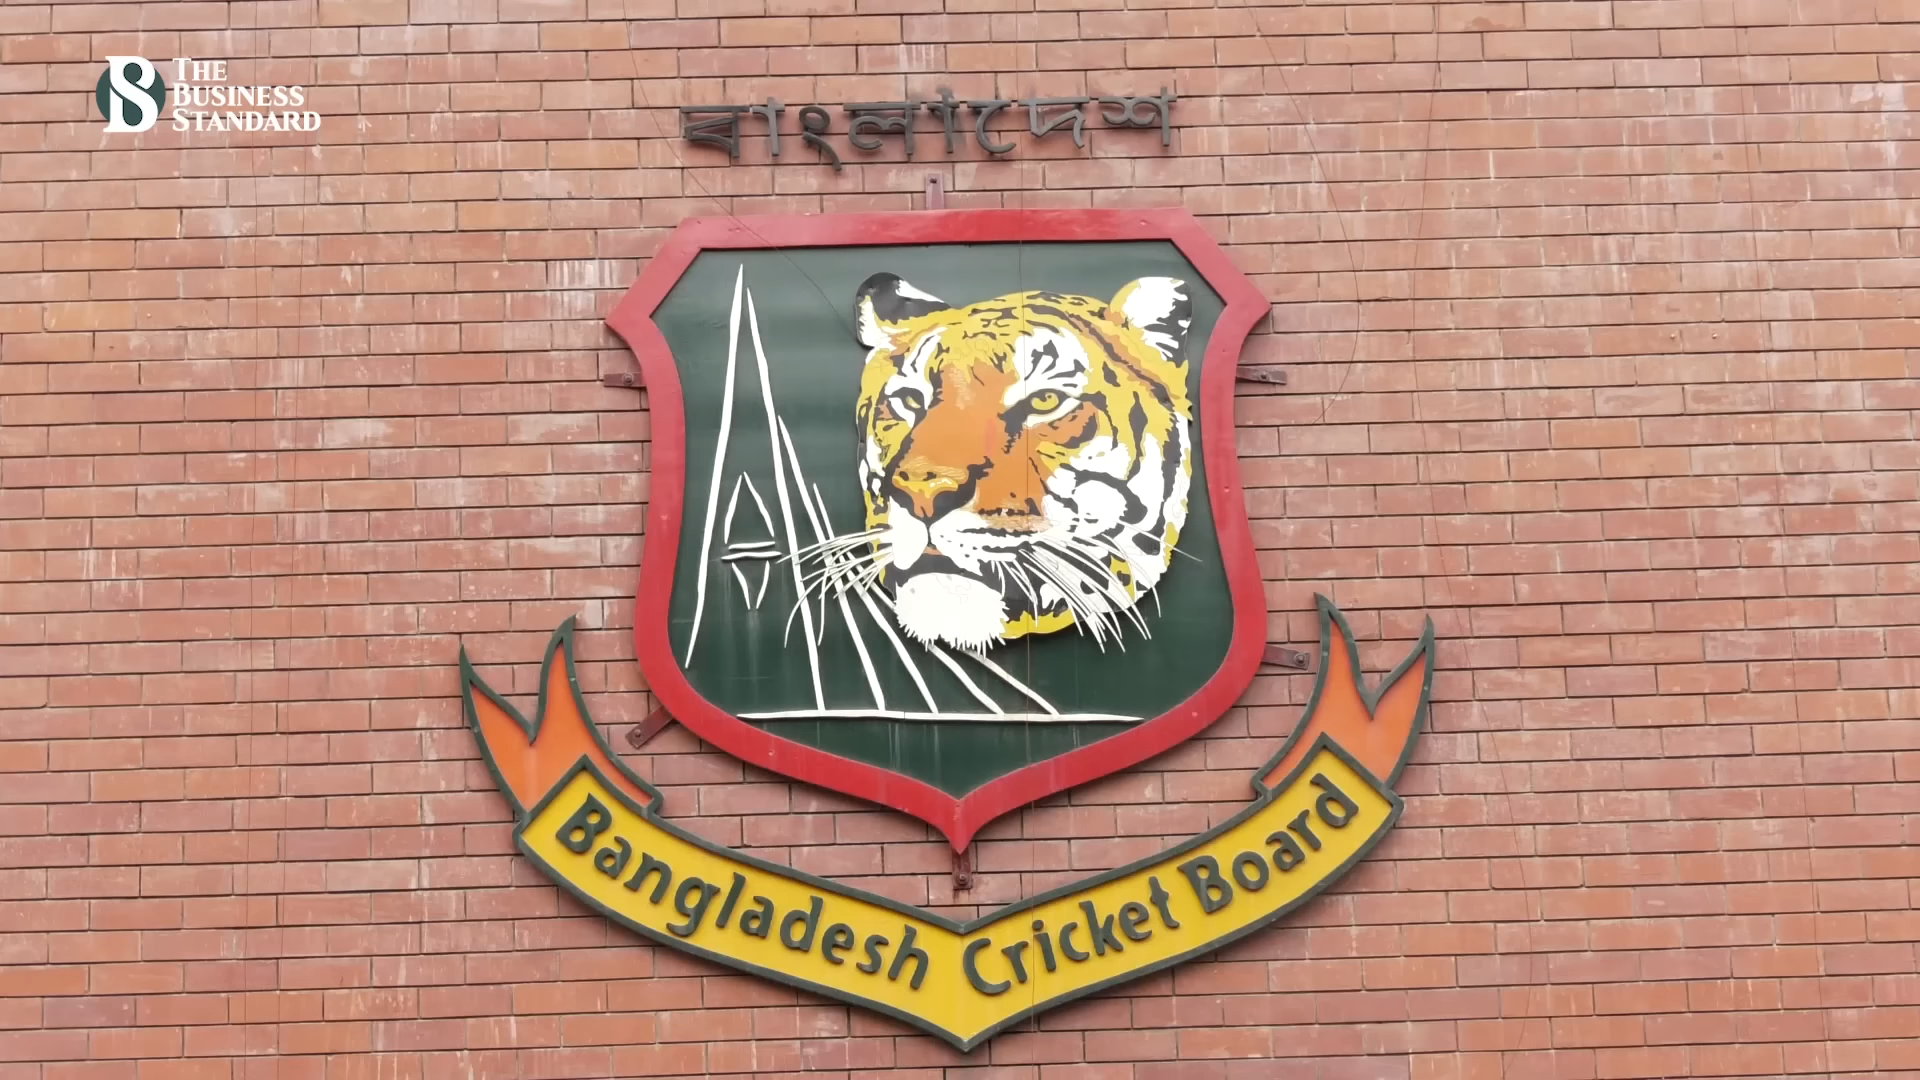 THE
BUSINESS
STANDARD
বাংলাদেশ
Bangladesh Cricket Board